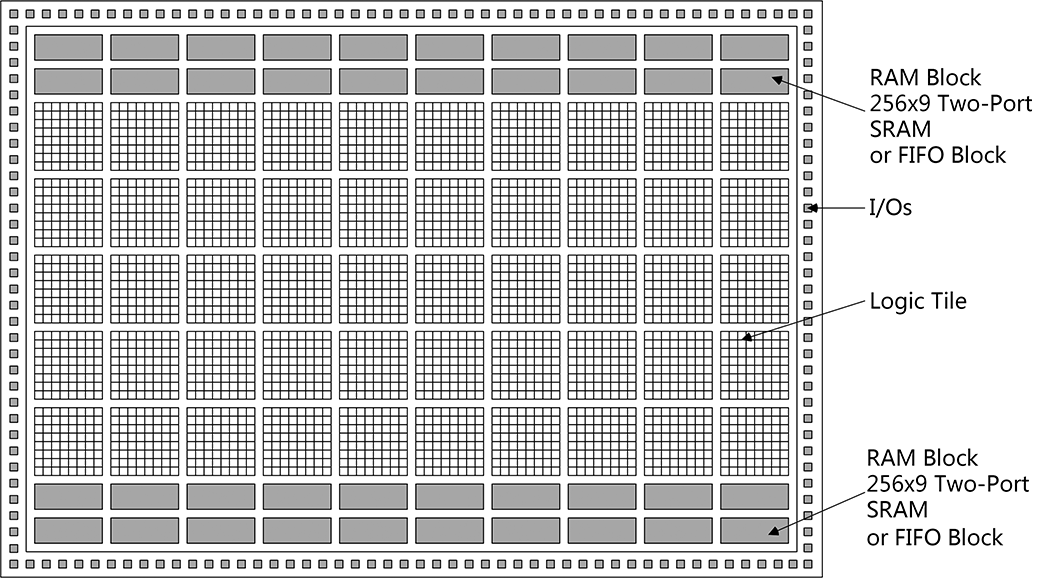 RAM Block
256x9 Two-Port
SRAM
or FIFO Block
I/Os
Logic Tile
RAM Block
256x9 Two-Port
SRAM
or FIFO Block